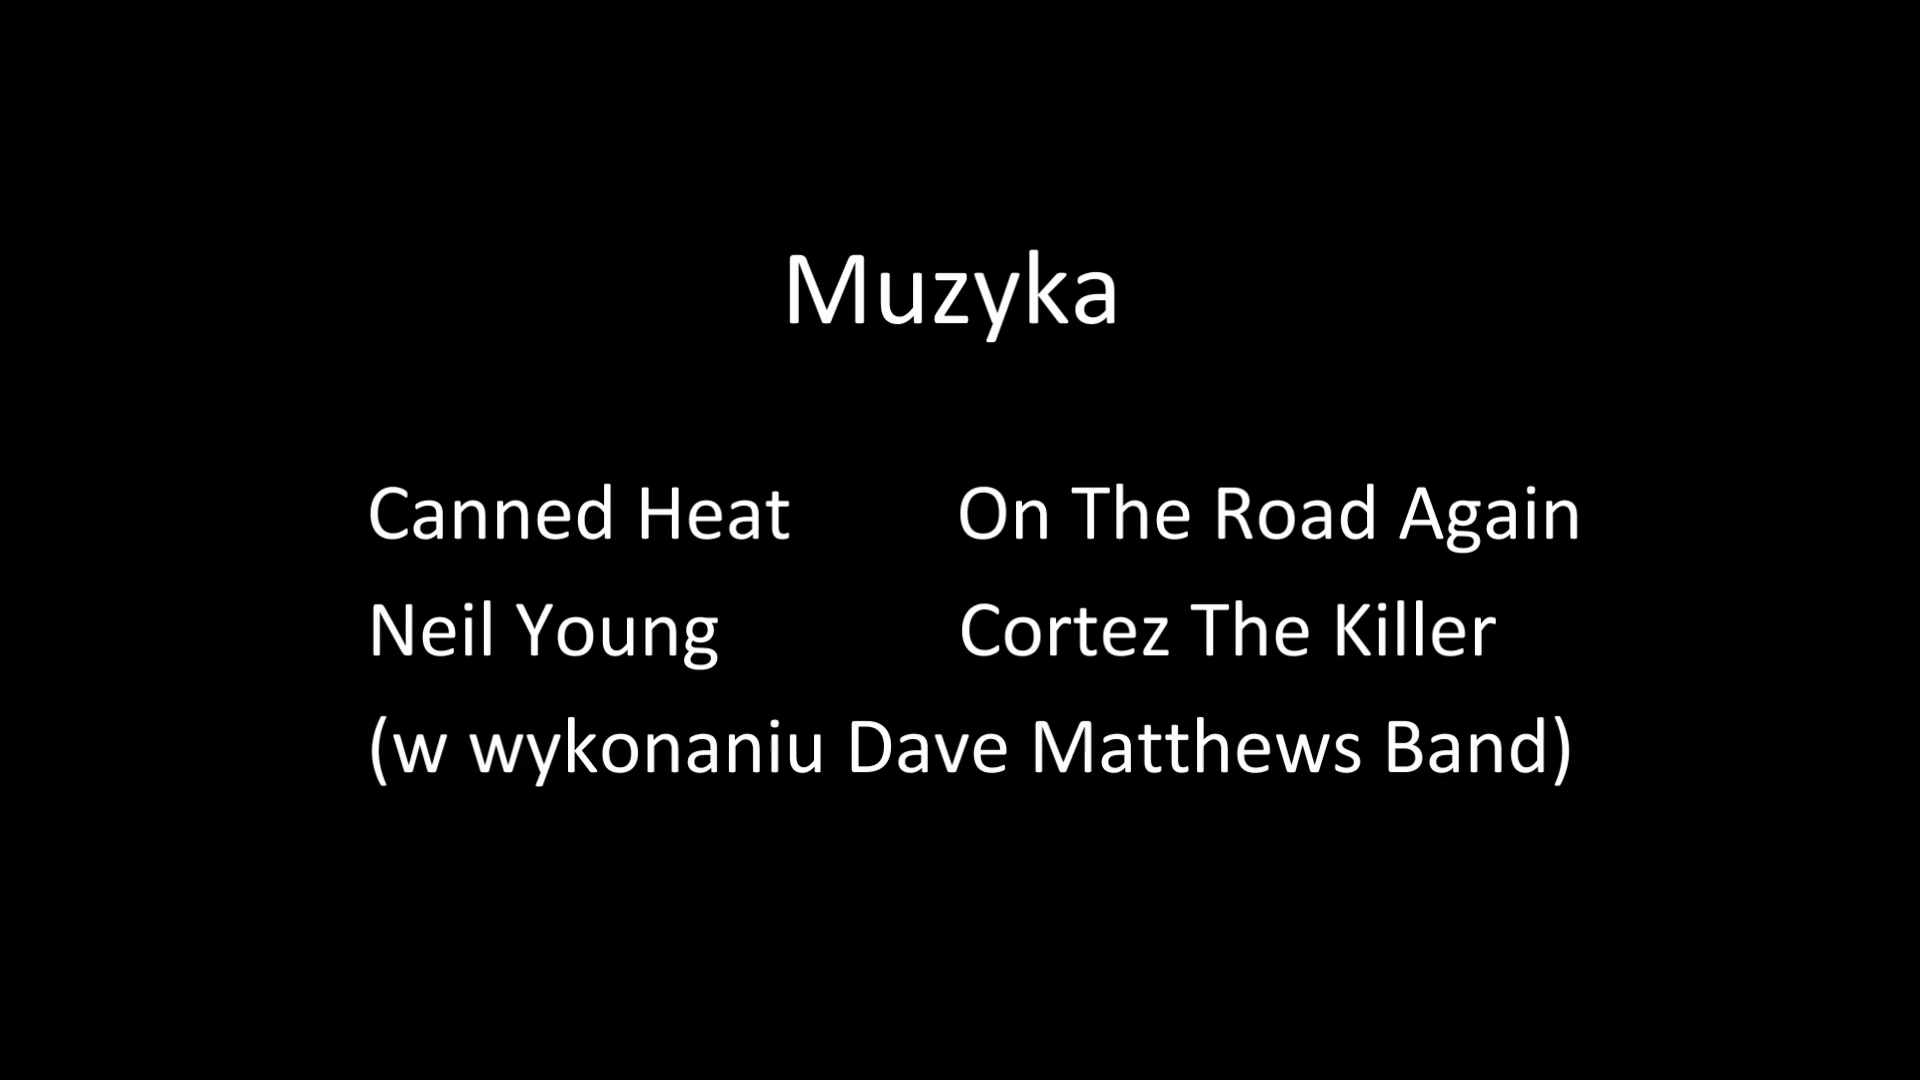 Muzyka
Canned Heat On The Road Again
Neil Young Cortez The Killer
(w wykonaniu Dave Matthews Band)